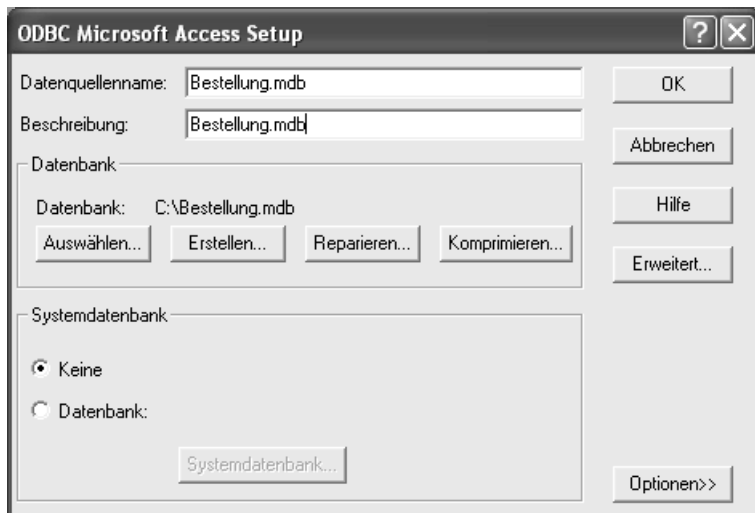 ODBC Microsoft Access Setup
Datenquellenname: Bestellung.mdb
Beschreibung: Bestellung.mdb
Datenbank
Datenbank: C:\Bestellung.mdb
Auswählen... Erstellen... Reparieren... Komprimieren...
Systemdatenbank
Keine
Datenbank:
Systemdatenbank...
OK
Abbrechen
Hilfe
Erweitert...
Optionen>>